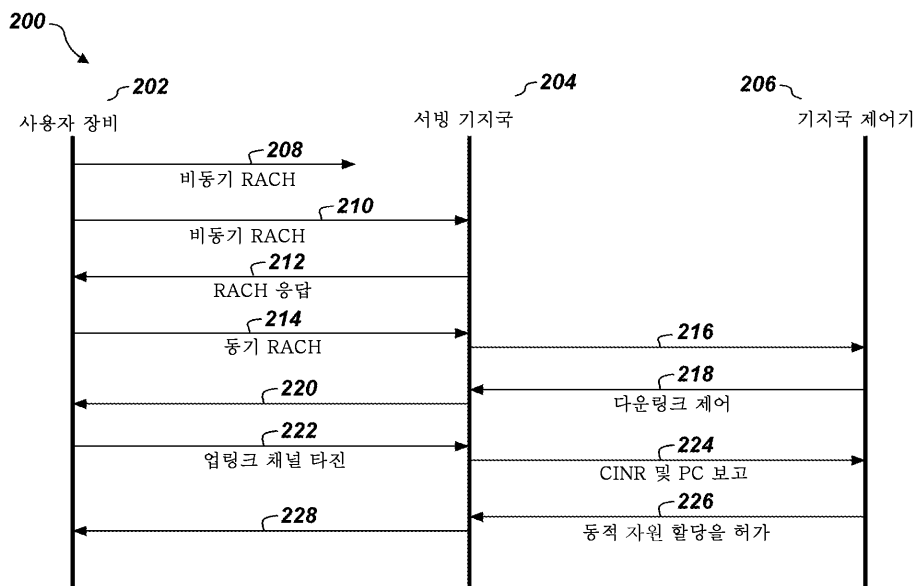 200
202
204
206
사용자 장비
서빙 기지국
기지국 제어기
208
비동기 RACH
210
비동기 RACH
212
RACH 응답
214
동기 RACH
216
218
다운링크 제어
220
222
업링크 채널 타진
224
CINR 및 PC 보고
226
동적 자원 할당을 허가
228